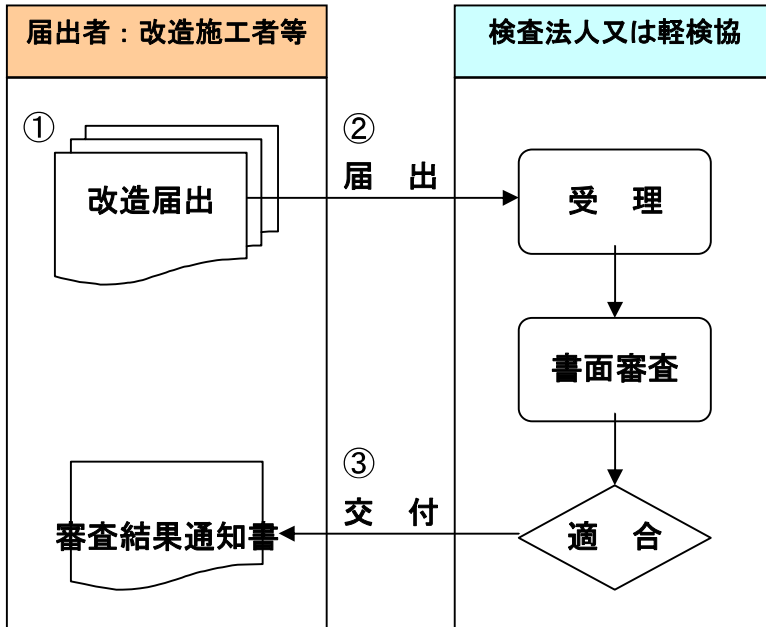 届出者：改造施工者等
検査法人又は軽検協
①
②
改造届出
届　出
受　理
書面審査
③
審査結果通知書
交　付
適　合